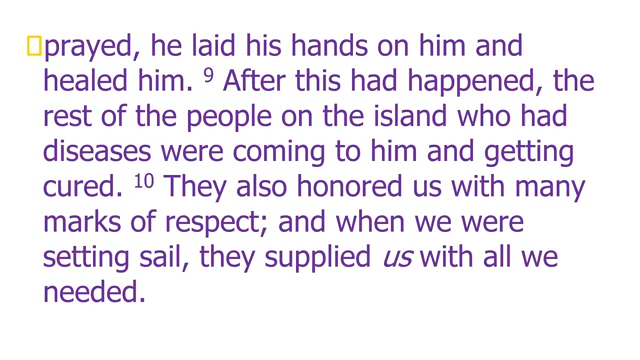 prayed, he laid his hands on him and
healed him. 9 After this had happened, the
rest of the people on the island who had
diseases were coming to him and getting
cured. 10 They also honored us with many
marks of respect; and when we were
setting sail, they supplied us with all we
needed.